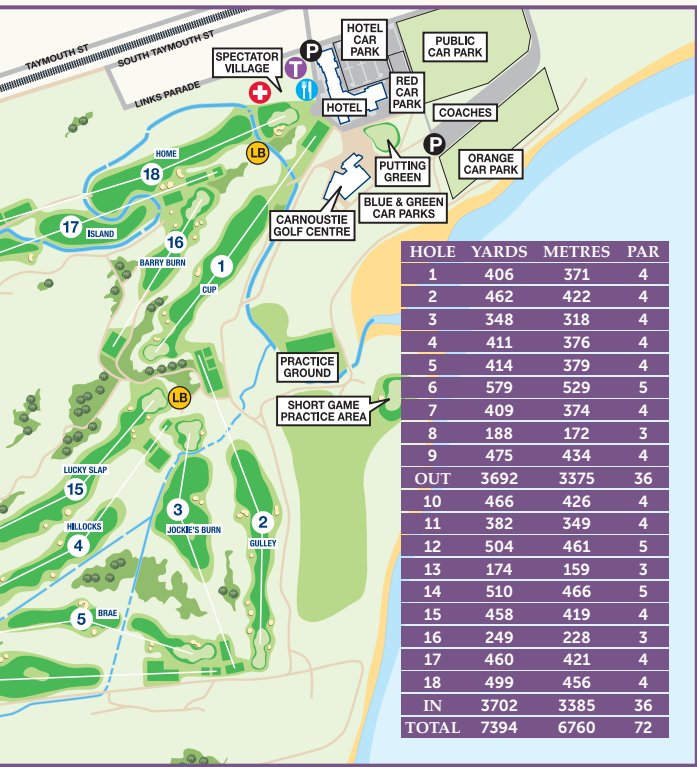 TAYMOUTH ST
SOUTH TAYMOUTH ST
LINKS PARADE
SPECTATOR
VILLAGE
T
P
HOTEL
CAR
PARK
PUBLIC
CAR PARK
RED
CAR
PARK
HOTEL
COACHES
P
ORANGE
CAR PARK
PUTTING
GREEN
BLUE & GREEN
CAR PARKS
CARNOUSTIE
GOLF CENTRE
LB
HOME
18
17
ISLAND
16
BARRY BURN
1
CUP
PRACTICE
GROUND
SHORT GAME
PRACTICE AREA
LB
LUCKY SLAP
15
HILLOCKS
4
3
JOCKIE'S BURN
2
GULLEY
5
BRAE
HOLE YARDS METRES PAR
1 406 371 4
2 462 422 4
3 348 318 4
4 411 376 4
5 414 379 4
6 579 529 5
7 409 374 4
8 188 172 3
9 475 434 4
OUT 3692 3375 36
10 466 426 4
11 382 349 4
12 504 461 5
13 174 159 3
14 510 466 5
15 458 419 4
16 249 228 3
17 460 421 4
18 499 456 4
IN 3702 3385 36
TOTAL 7394 6760 72